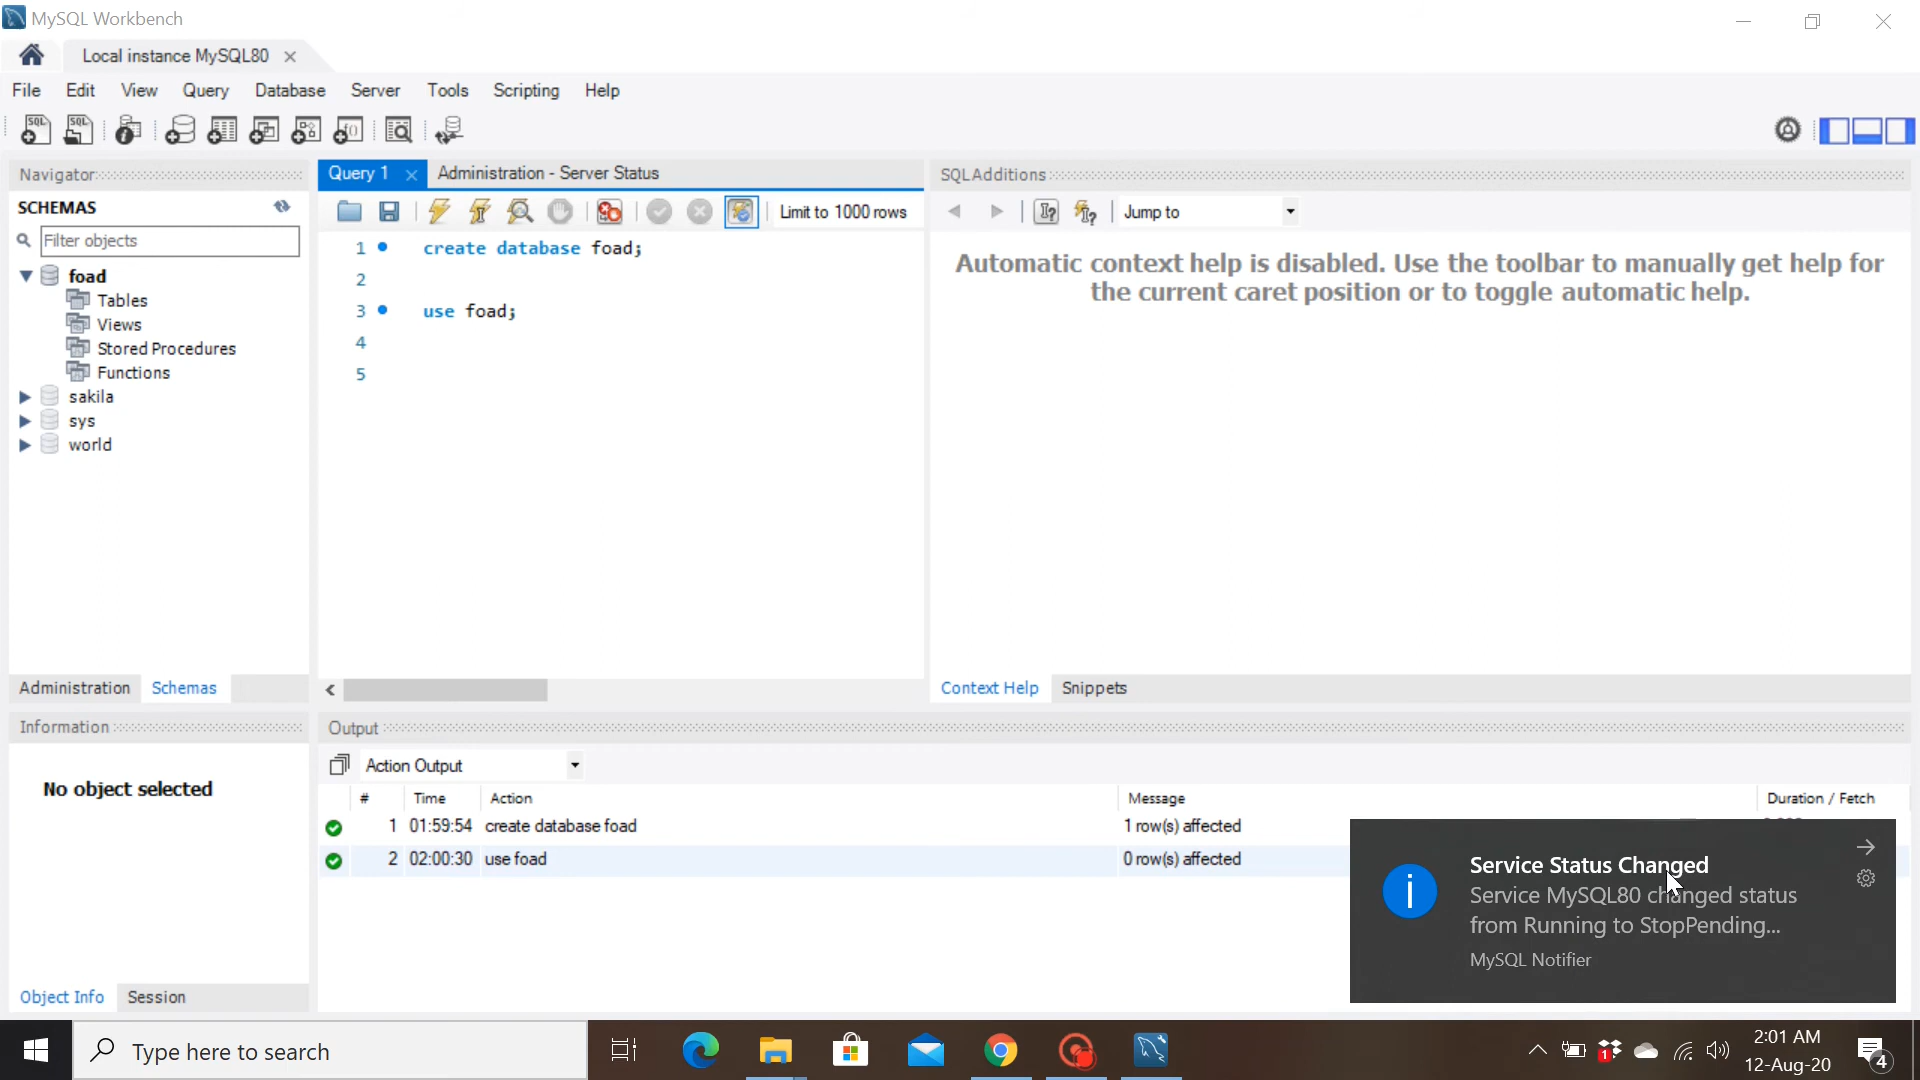 MySQL Workbench
Local instance MySQL80
File Edit View Query Database Server Tools Scripting Help
SQL SQL
Navigator
SCHEMAS
Filter objects
foad
Tables
Views
Stored Procedures
Functions
sakila
sys
world
Administration Schemas
Information
No object selected
Object Info Session
Query 1 Administration - Server Status
Limit to 1000 rows
1 create database foad;
2
3 use foad;
4
5
SQLAdditions
Jump to
Automatic context help is disabled. Use the toolbar to manually get help for
the current caret position or to toggle automatic help.
Context Help Snippets
Output
Action Output
# Time Action Message Duration / Fetch
1 01:59:54 create database foad 1 row(s) affected
2 02:00:30 use foad 0 row(s) affected
Service Status Changed
Service MySQL80 changed status
from Running to StopPending...
MySQL Notifier
Type here to search
1
2:01 AM
12-Aug-20
4